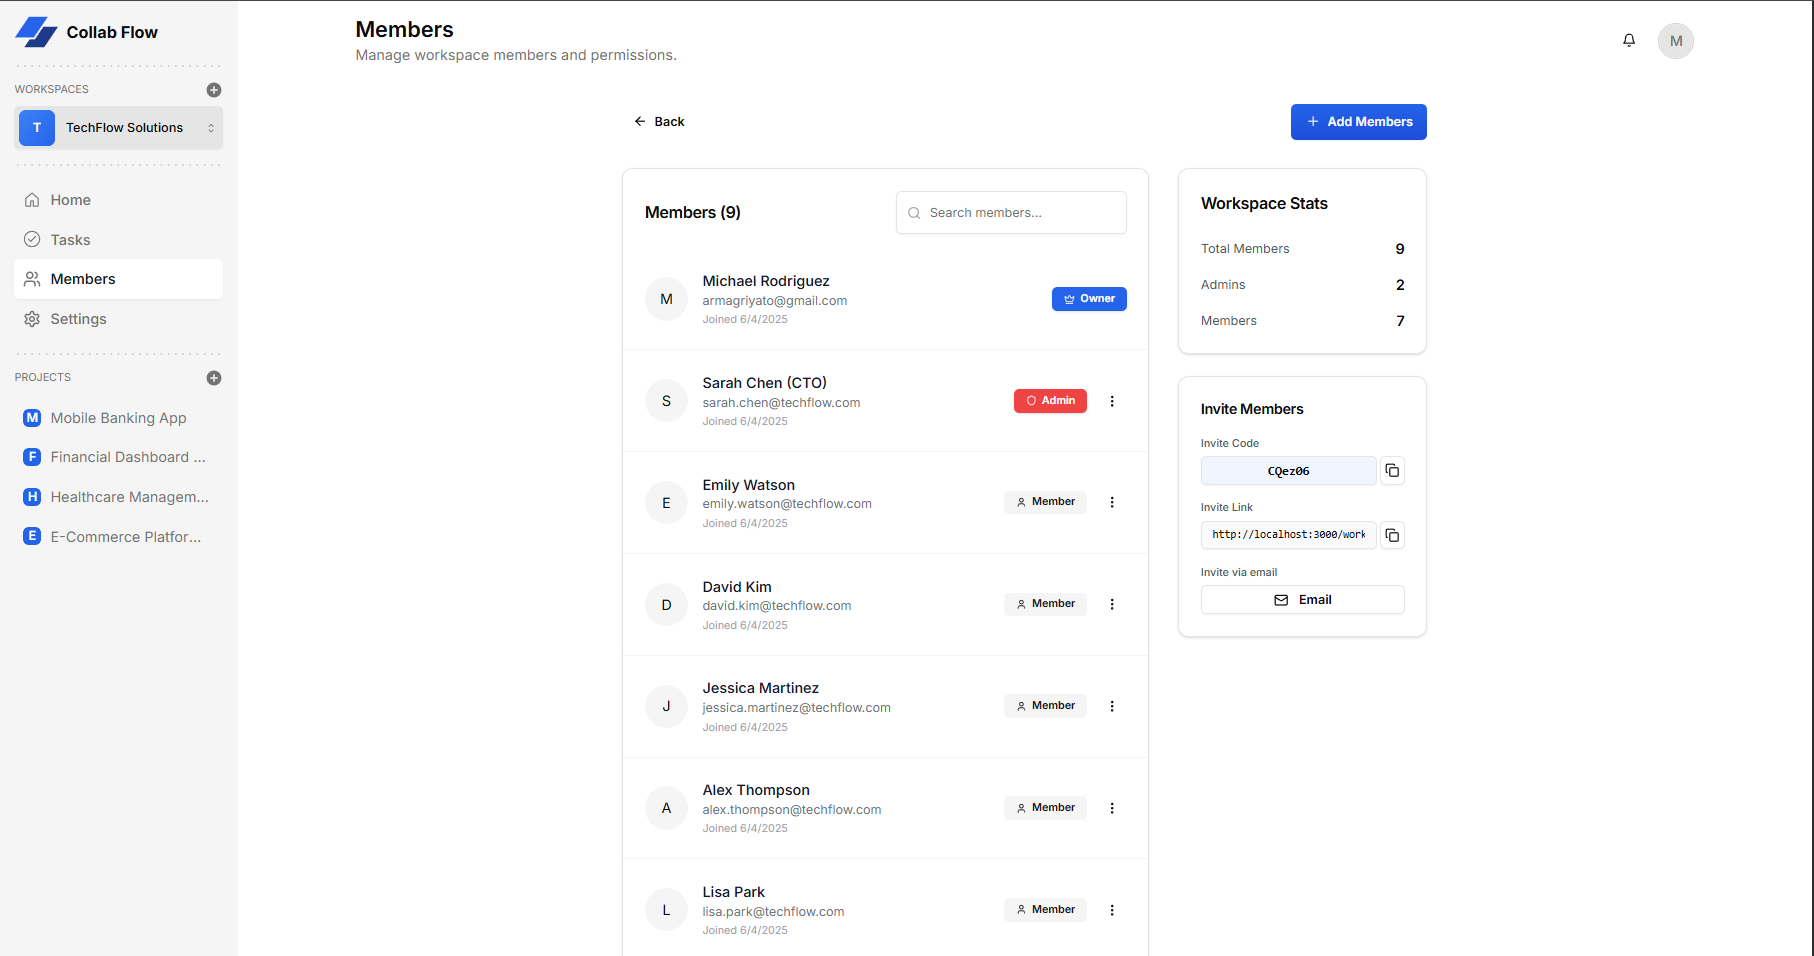 Collab Flow
WORKSPACES
T
TechFlow Solutions
Home
Tasks
Members
Settings
PROJECTS
M Mobile Banking App
F Financial Dashboard ...
H Healthcare Managem...
E E-Commerce Platfor...
Members
Manage workspace members and permissions.
M
Back
Add Members
Members (9)
Search members...
M
Michael Rodriguez
armagriyato@gmail.com
Joined 6/4/2025
Owner
S
Sarah Chen (CTO)
sarah.chen@techflow.com
Joined 6/4/2025
Admin
E
Emily Watson
emily.watson@techflow.com
Joined 6/4/2025
Member
D
David Kim
david.kim@techflow.com
Joined 6/4/2025
Member
J
Jessica Martinez
jessica.martinez@techflow.com
Joined 6/4/2025
Member
A
Alex Thompson
alex.thompson@techflow.com
Joined 6/4/2025
Member
L
Lisa Park
lisa.park@techflow.com
Joined 6/4/2025
Member
Workspace Stats
Total Members 9
Admins 2
Members 7
Invite Members
Invite Code
CQez06
Invite Link
http://localhost:3000/work
Invite via email
Email